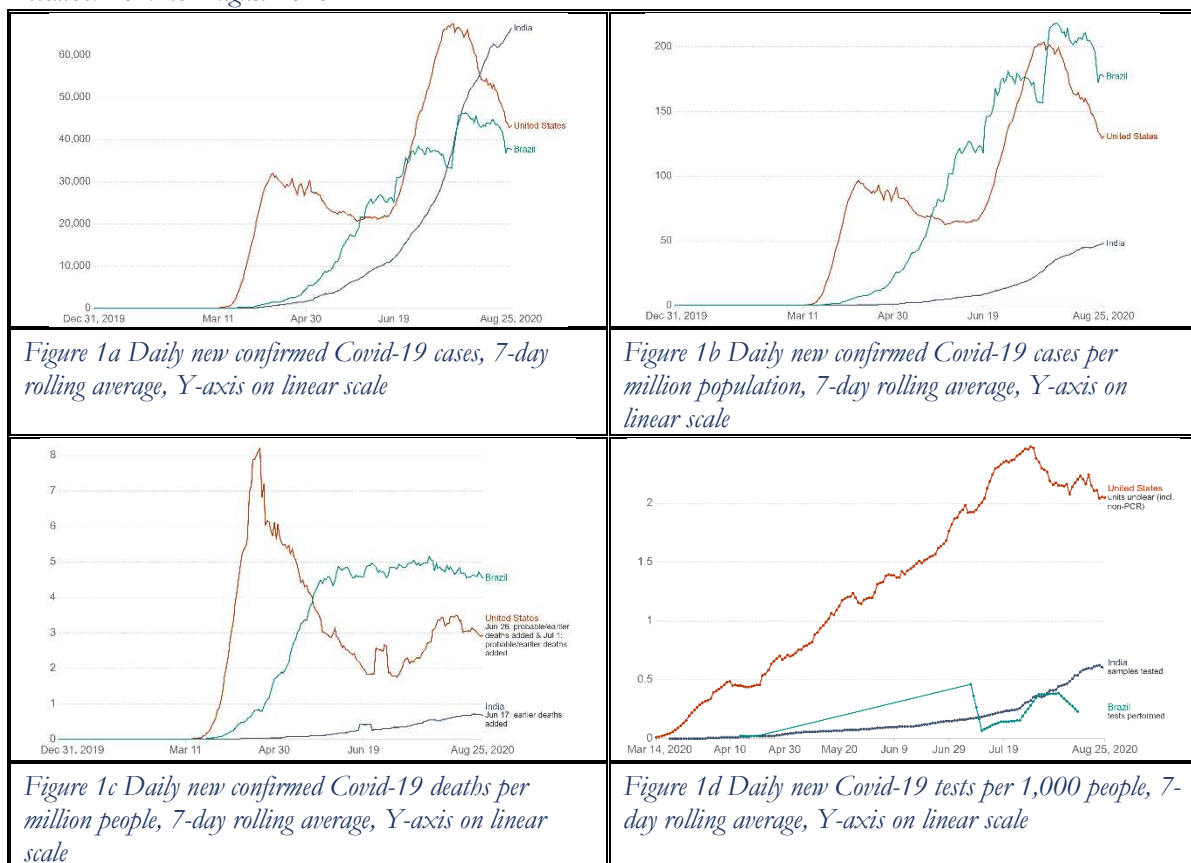 60,000
50,000
40,000
30,000
20,000
10,000
0
India
United States
Brazil
Dec 31, 2019 Mar 11 Apr 30 Jun 19 Aug 25, 2020
Figure 1a Daily new confirmed Covid-19 cases, 7-day
rolling average, Y-axis on linear scale
200
150
100
50
0
Brazil
United States
India
Dec 31, 2019 Mar 11 Apr 30 Jun 19 Aug 25, 2020
Figure 1b Daily new confirmed Covid-19 cases per
million population, 7-day rolling average, Y-axis on
linear scale
8
7
6
5
4
3
2
1
0
Brazil
United States
Jun 26: probable/earlier
deaths added & Jul 1:
probable/earlier deaths
added
India
Jun 17: earlier deaths
added
Dec 31, 2019 Mar 11 Apr 30 Jun 19 Aug 25, 2020
Figure 1c Daily new confirmed Covid-19 deaths per
million people, 7-day rolling average, Y-axis on linear
scale
2
1.5
1
0.5
0
United States
units unclear (incl.
non-PCR)
India
samples tested
Brazil
tests performed
Mar 14, 2020 Apr 10 Apr 30 May 20 Jun 9 Jun 29 Jul 19 Aug 25, 2020
Figure 1d Daily new Covid-19 tests per 1,000 people, 7-
day rolling average, Y-axis on linear scale